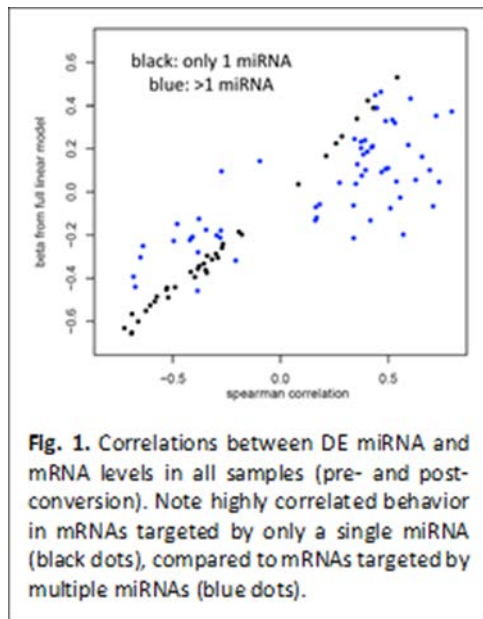 black: only 1 miRNA
blue: >1 miRNA
beta from full linear model
0.6
0.4
0.2
0.0
−0.2
−0.4
−0.6
−0.5
0.0
0.5
spearman correlation
Fig. 1. Correlations between DE miRNA and
mRNA levels in all samples (pre- and post-
conversion). Note highly correlated behavior
in mRNAs targeted by only a single miRNA
(black dots), compared to mRNAs targeted by
multiple miRNAs (blue dots).